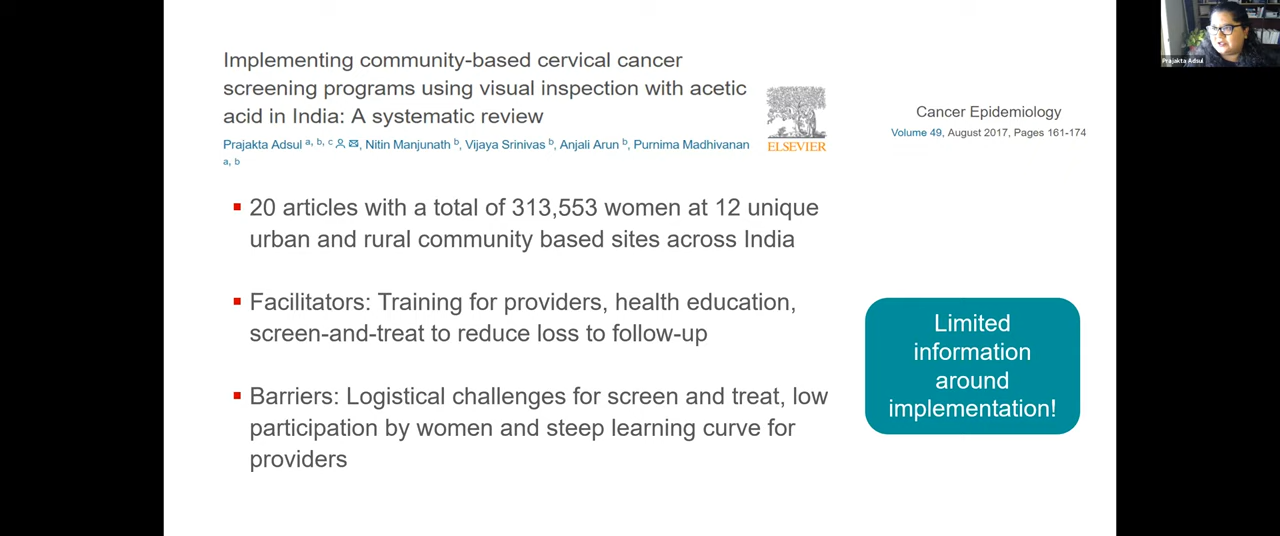 Implementing community-based cervical cancer
screening programs using visual inspection with acetic
acid in India: A systematic review
Prajakta Adsul a, b, c, Nitin Manjunath b, Vijaya Srinivas b, Anjali Arun b, Purnima Madhivanan
a, b
ELSEVIER
Cancer Epidemiology
Volume 49, August 2017, Pages 161-174
Prajakta Adsul
20 articles with a total of 313,553 women at 12 unique
urban and rural community based sites across India
Facilitators: Training for providers, health education,
screen-and-treat to reduce loss to follow-up
Barriers: Logistical challenges for screen and treat, low
participation by women and steep learning curve for
providers
Limited
information
around
implementation!